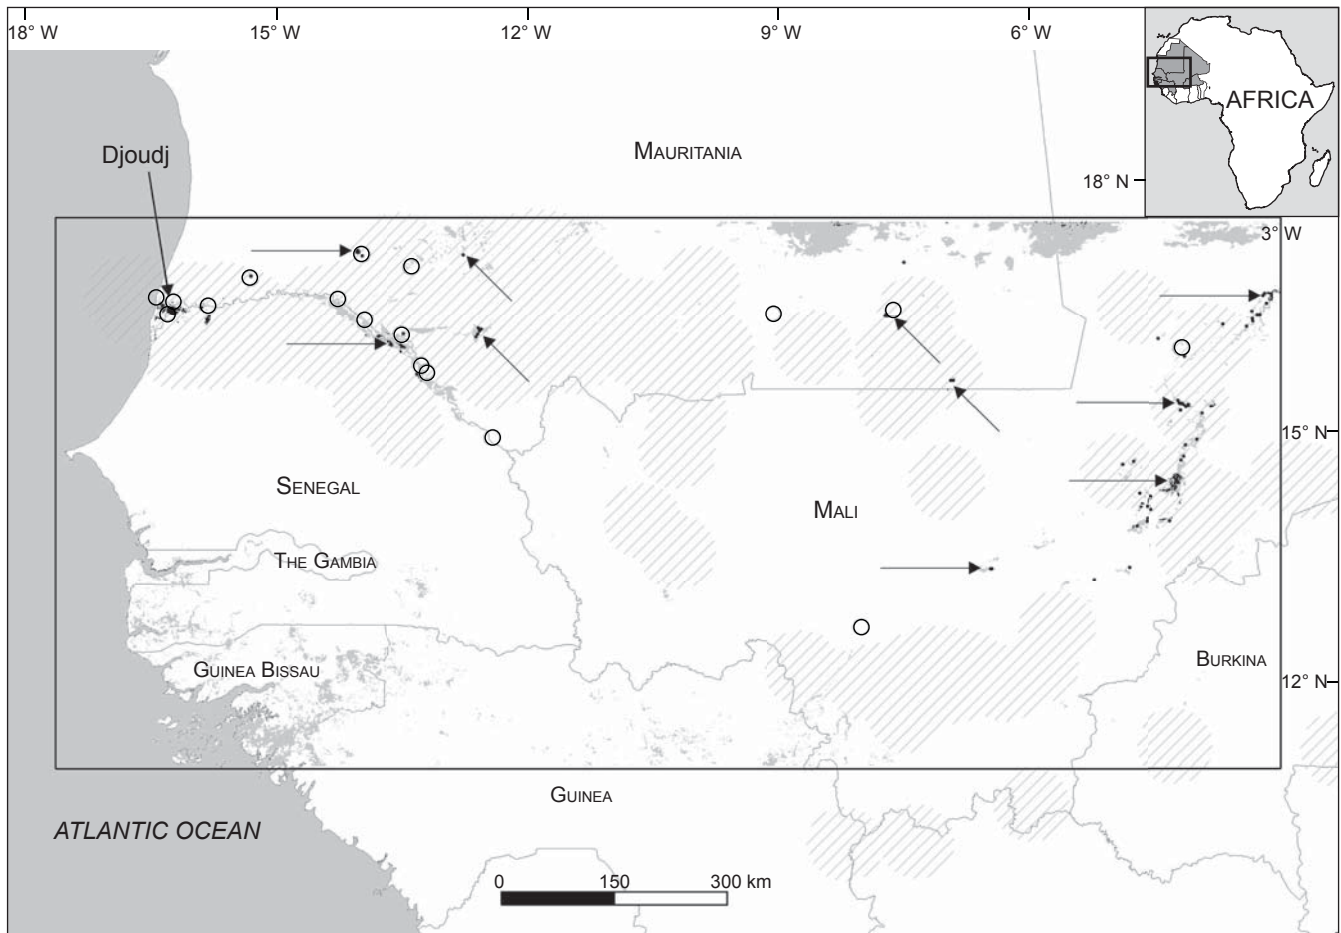 18° W
15° W
12° W
9° W
6° W
AFRICA
Djoudj
MAURITANIA
18° N
3° W
15° N
SENEGAL
MALI
THE GAMBIA
GUINEA BISSAU
BURKINA
12° N
GUINEA
ATLANTIC OCEAN
0 150 300 km